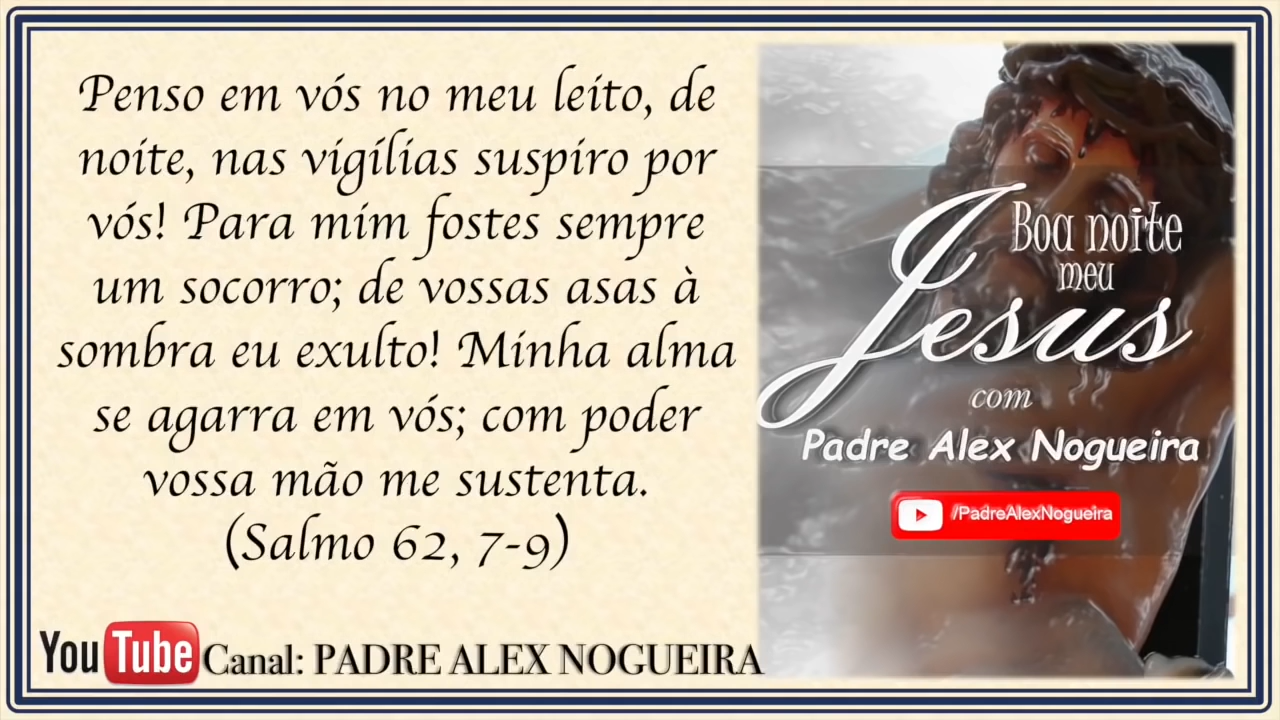 Penso em vós no meu leito, de
noite, nas vigílias suspiro por
vós! Para mim fostes sempre
um socorro; de vossas asas à
sombra eu exulto! Minha alma
se agarra em vós; com poder
vossa mão me sustenta.
(Salmo 62, 7-9)
YouTube Canal: PADRE ALEX NOGUEIRA
Boa noite
meu
Jesus
com
Padre Alex Nogueira
/PadreAlexNogueira